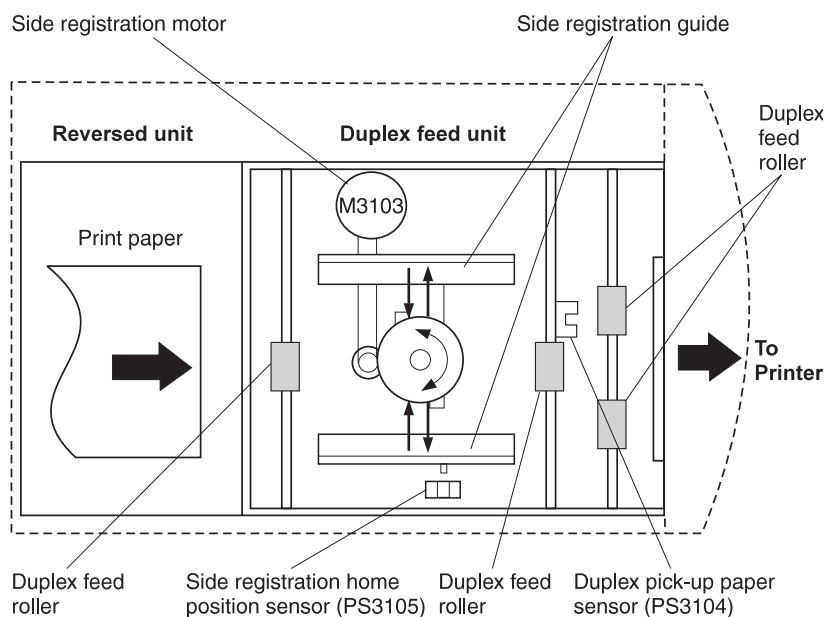 Side registration motor
Side registration guide
Reversed unit
Duplex feed unit
Duplex
feed
roller
M3103
Print paper
To
Printer
Duplex feed
roller
Side registration home
position sensor (PS3105)
Duplex feed
roller
Duplex pick-up paper
sensor (PS3104)